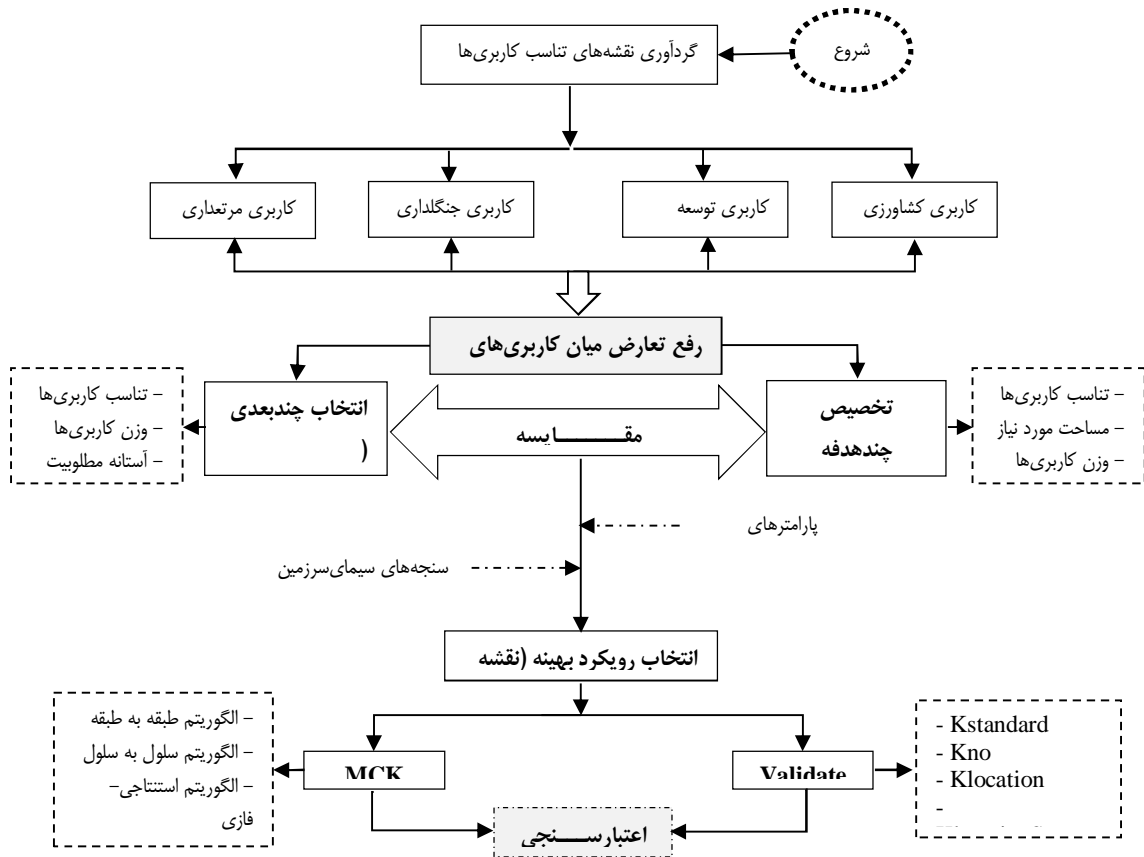 شروع
گردآوری نقشه‌های تناسب کاربری‌ها
کاربری کشاورزی
کاربری توسعه
کاربری جنگلداری
کاربری مرتعداری
رفع تعارض میان کاربری‌های
تخصیص
چندهدفه
- تناسب کاربری‌ها
- مساحت مورد نیاز
- وزن کاربری‌ها
مقـــــــایسه
انتخاب چندبعدی
(
- تناسب کاربری‌ها
- وزن کاربری‌ها
- آستانه مطلوبیت
پارامترهای
سنجه‌های سیمای‌سرزمین
انتخاب رویکرد بهینه (نقشه
Validate
- Kstandard
- Kno
- Klocation
-
MCK
- الگوریتم طبقه به طبقه
- الگوریتم سلول به سلول
- الگوریتم استنتاجی-
فازی
اعتبارســـنجی